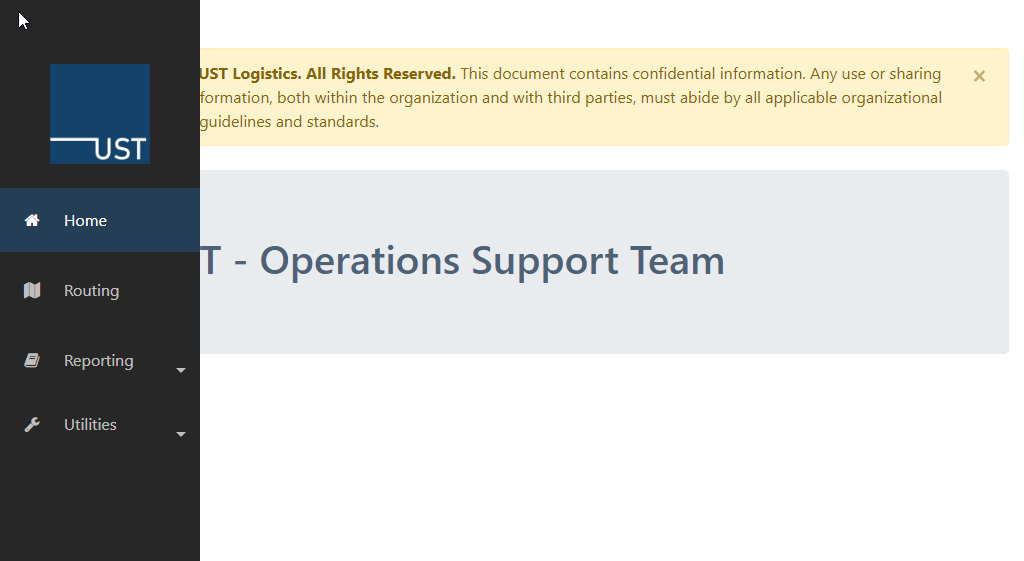 UST
Home
Routing
Reporting
Utilities
UST Logistics. All Rights Reserved. This document contains confidential information. Any use or sharing
formation, both within the organization and with third parties, must abide by all applicable organizational
guidelines and standards.
×
T - Operations Support Team